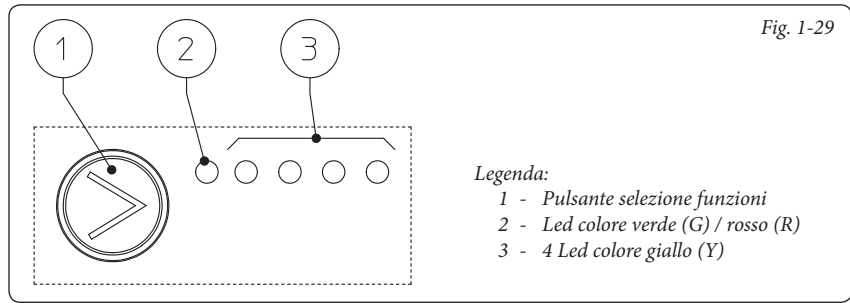 Fig. 1-29
1 2 3
Legenda:
1 - Pulsante selezione funzioni
2 - Led colore verde (G) / rosso (R)
3 - 4 Led colore giallo (Y)